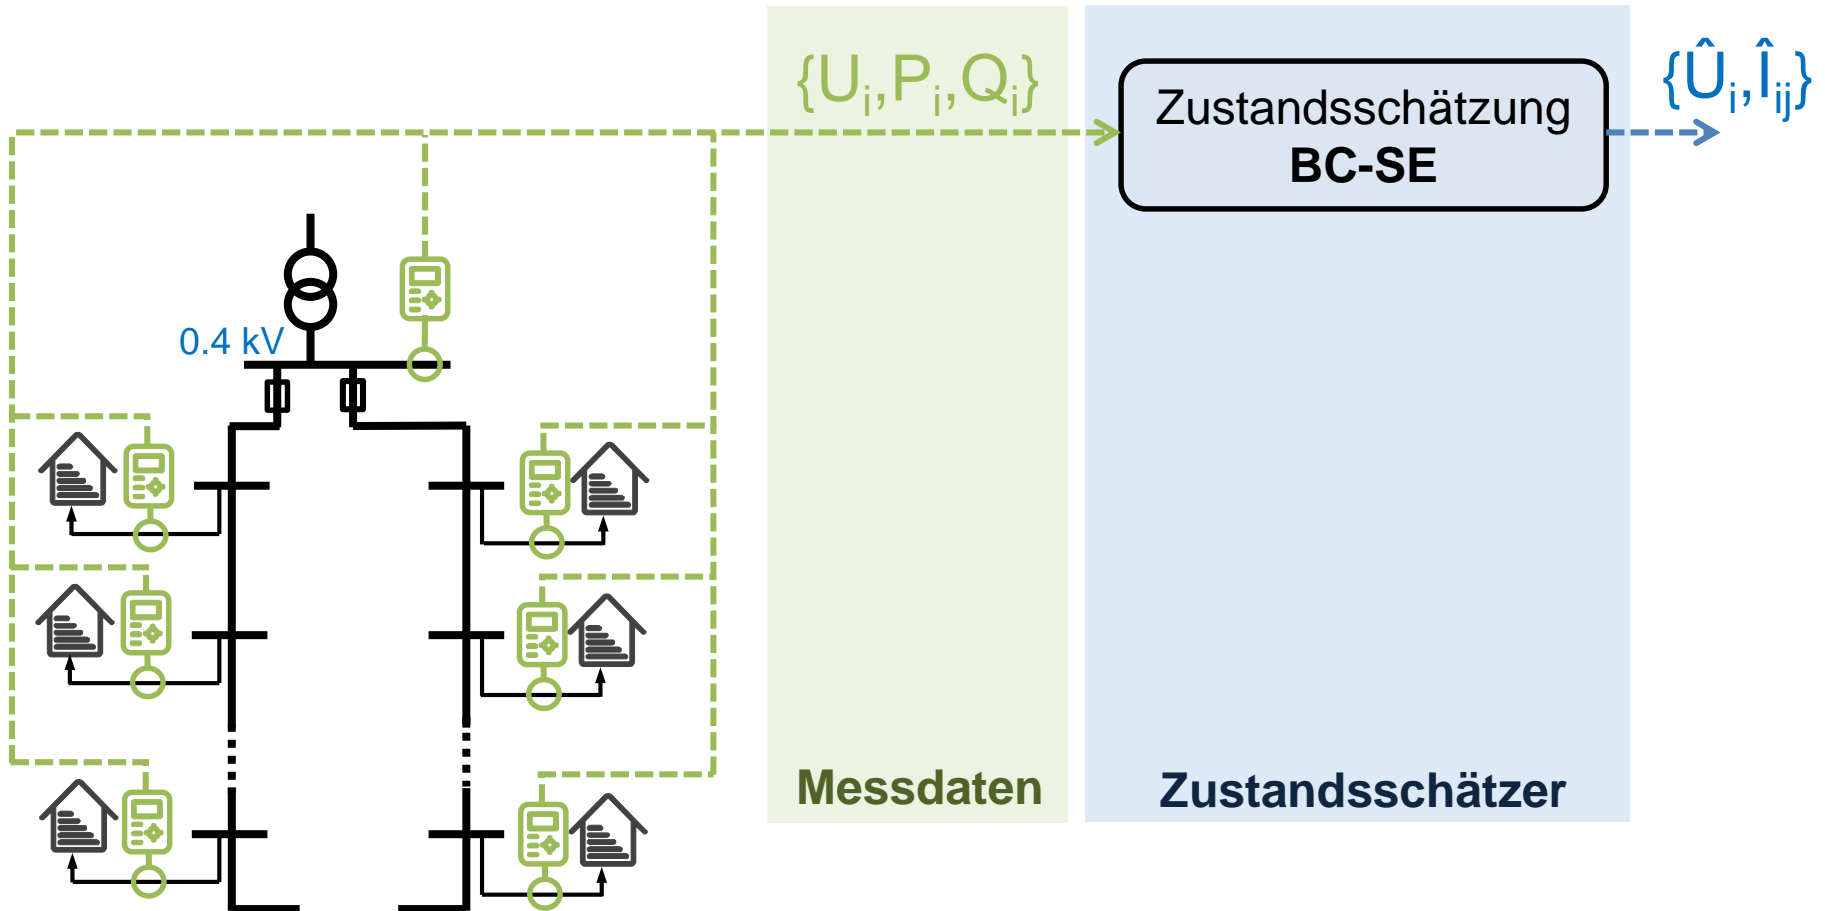 {U_i,P_i,Q_i}
Zustandsschätzung
BC-SE
{Û_i,Î_ij}
0.4 kV
Messdaten
Zustandsschätzer